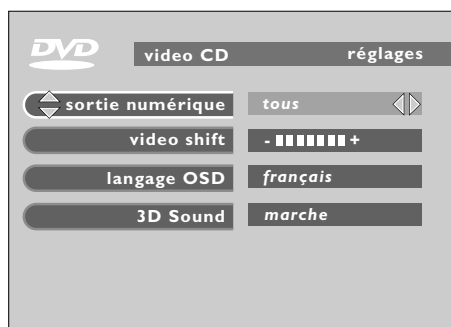 DVD video CD réglages
sortie numérique tous
video shift - +
langage OSD français
3D Sound marche